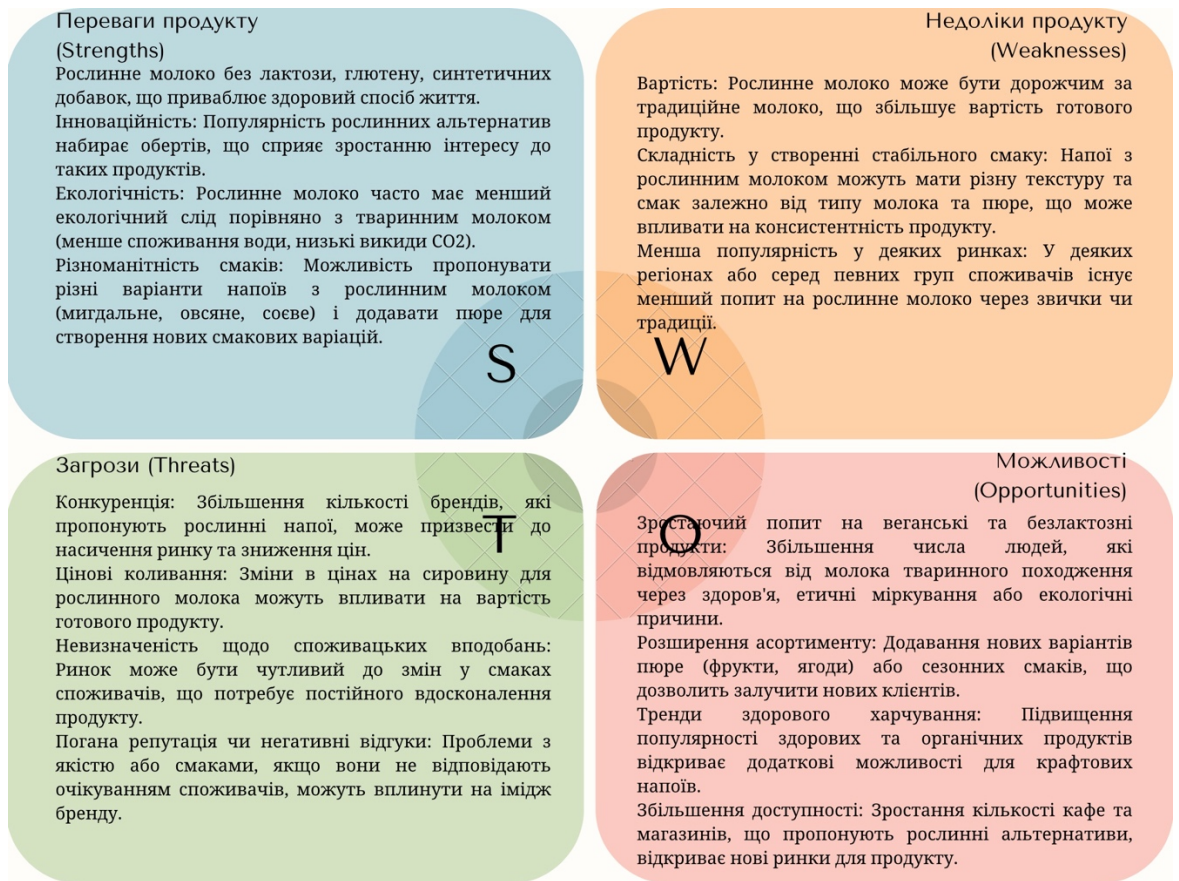 Переваги продукту
(Strengths)
Рослинне молоко без лактози, глютену, синтетичних
добавок, що приваблює здоровий спосіб життя.
Інноваційність: Популярність рослинних альтернатив
набирає обертів, що сприяє зростанню інтересу до
таких продуктів.
Екологічність: Рослинне молоко часто має менший
екологічний слід порівняно з тваринним молоком
(менше споживання води, низькі викиди CO2).
Різноманітність смаків: Можливість пропонувати
різні варіанти напоїв з рослинним молоком
(мигдальне, овсяне, соєве) і додавати пюре для
створення нових смакових варіацій.
S
Недоліки продукту
(Weaknesses)
Вартість: Рослинне молоко може бути дорожчим за
традиційне молоко, що збільшує вартість готового
продукту.
Складність у створенні стабільного смаку: Напої з
рослинним молоком можуть мати різну текстуру та
смак залежно від типу молока та пюре, що може
впливати на консистентність продукту.
Менша популярність у деяких ринках: У деяких
регіонах або серед певних груп споживачів існує
менший попит на рослинне молоко через звички чи
традиції.
W
Загрози (Threats)
Конкуренція: Збільшення кількості брендів, які
пропонують рослинні напої, може призвести до
насичення ринку та зниження цін.
Цінові коливання: Зміни в цінах на сировину для
рослинного молока можуть впливати на вартість
готового продукту.
Невизначеність щодо споживацьких вподобань:
Ринок може бути чутливий до змін у смаках
споживачів, що потребує постійного вдосконалення
продукту.
Погана репутація чи негативні відгуки: Проблеми з
якістю або смаками, якщо вони не відповідають
очікуванням споживачів, можуть вплинути на імідж
бренду.
T
Можливості
(Opportunities)
Зростаючий попит на веганські та безлактозні
продукти: Збільшення числа людей, які
відмовляються від молока тваринного походження
через здоров'я, етичні міркування або екологічні
причини.
Розширення асортименту: Додавання нових варіантів
пюре (фрукти, ягоди) або сезонних смаків, що
дозволить залучити нових клієнтів.
Тренди здорового харчування: Підвищення
популярності здорових та органічних продуктів
відкриває додаткові можливості для крафтових
напоїв.
Збільшення доступності: Зростання кількості кафе та
магазинів, що пропонують рослинні альтернативи,
відкриває нові ринки для продукту.
O